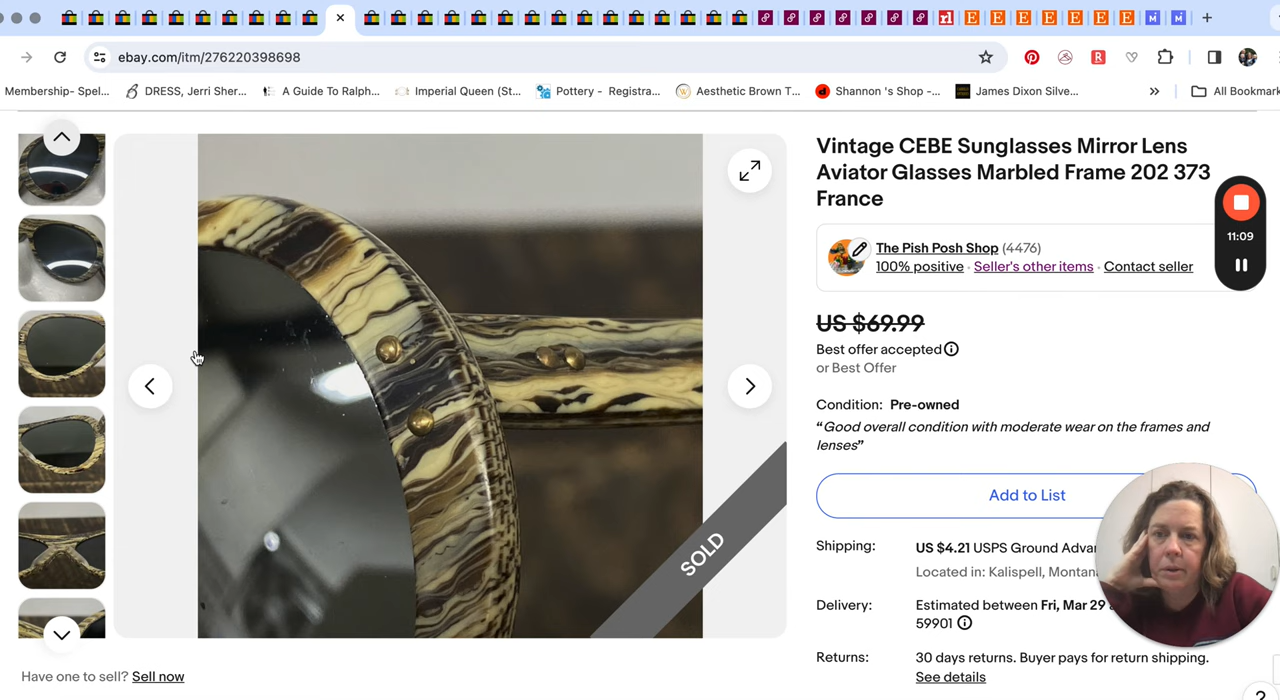 ebay.com/itm/276220398698
Membership- Spel...
DRESS, Jerri Sher...
A Guide To Ralph...
Imperial Queen (St...
Pottery - Registra...
Aesthetic Brown T...
Shannon 's Shop -...
James Dixon Silve...
All Bookmark
Vintage CEBE Sunglasses Mirror Lens
Aviator Glasses Marbled Frame 202 373
France
11:09
The Pish Posh Shop (4476)
100% positive · Seller's other items · Contact seller
US $69.99
Best offer accepted
or Best Offer
Condition: Pre-owned
“Good overall condition with moderate wear on the frames and
lenses”
Add to List
SOLD
Shipping: US $4.21 USPS Ground Adva
Located in: Kalispell, Montan
Delivery: Estimated between Fri, Mar 29
59901
Returns: 30 days returns. Buyer pays for return shipping.
See details
Have one to sell? Sell now